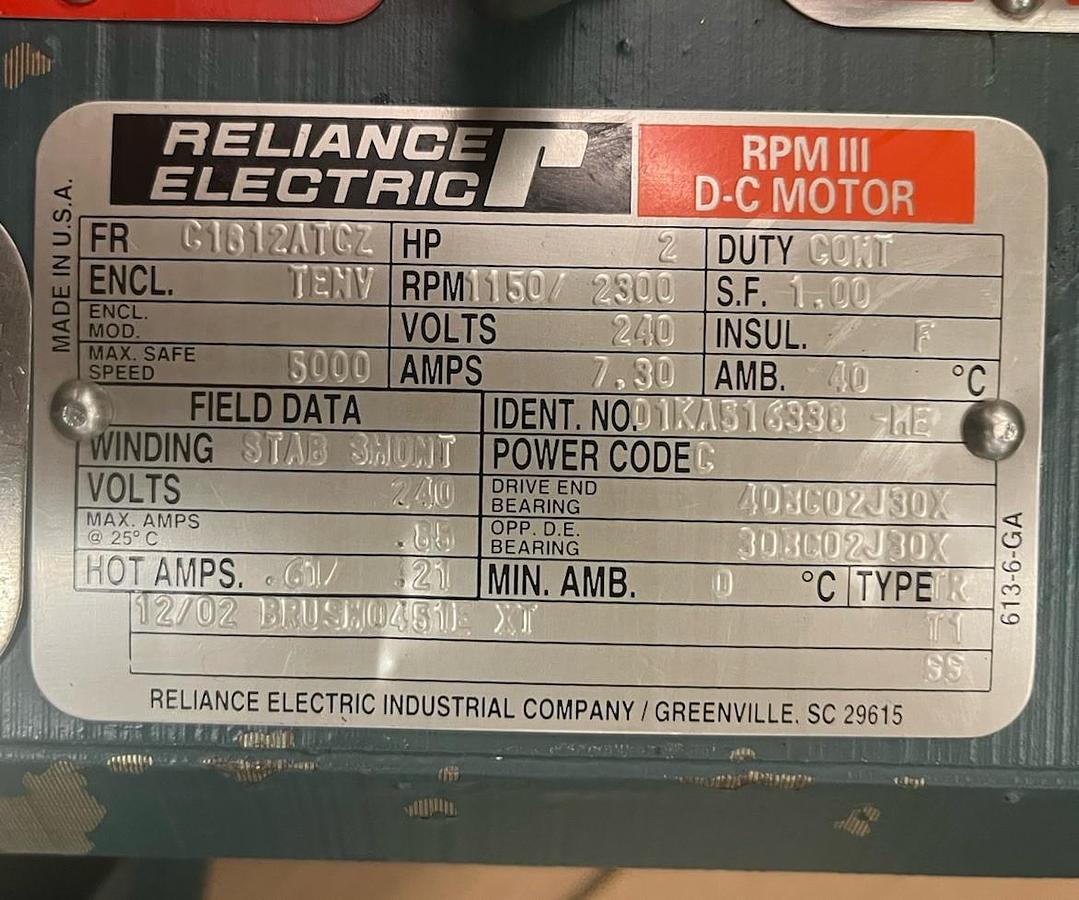 RELIANCE ELECTRIC
RPM III
D-C MOTOR
MADE IN U.S.A.
FR C1812ATCZ HP 2 DUTY CONT
ENCL. TENV RPM 1150/ 2300 S.F. 1.00
ENCL. MOD. VOLTS 240 INSUL. F
MAX. SAFE SPEED 5000 AMPS 7.30 AMB. 40 °C
FIELD DATA IDENT. NO. 01KA516338 -ME
WINDING STAB SHUNT POWER CODE C
VOLTS 240 DRIVE END BEARING 40BC02J30X
MAX. AMPS @ 25°C OPP. D.E. BEARING 30BC02J30X
HOT AMPS. .61/ .21 MIN. AMB. 0 °C TYPE TR
12/02 XT T1
SS
613-6-GA
RELIANCE ELECTRIC INDUSTRIAL COMPANY / GREENVILLE, SC 29615